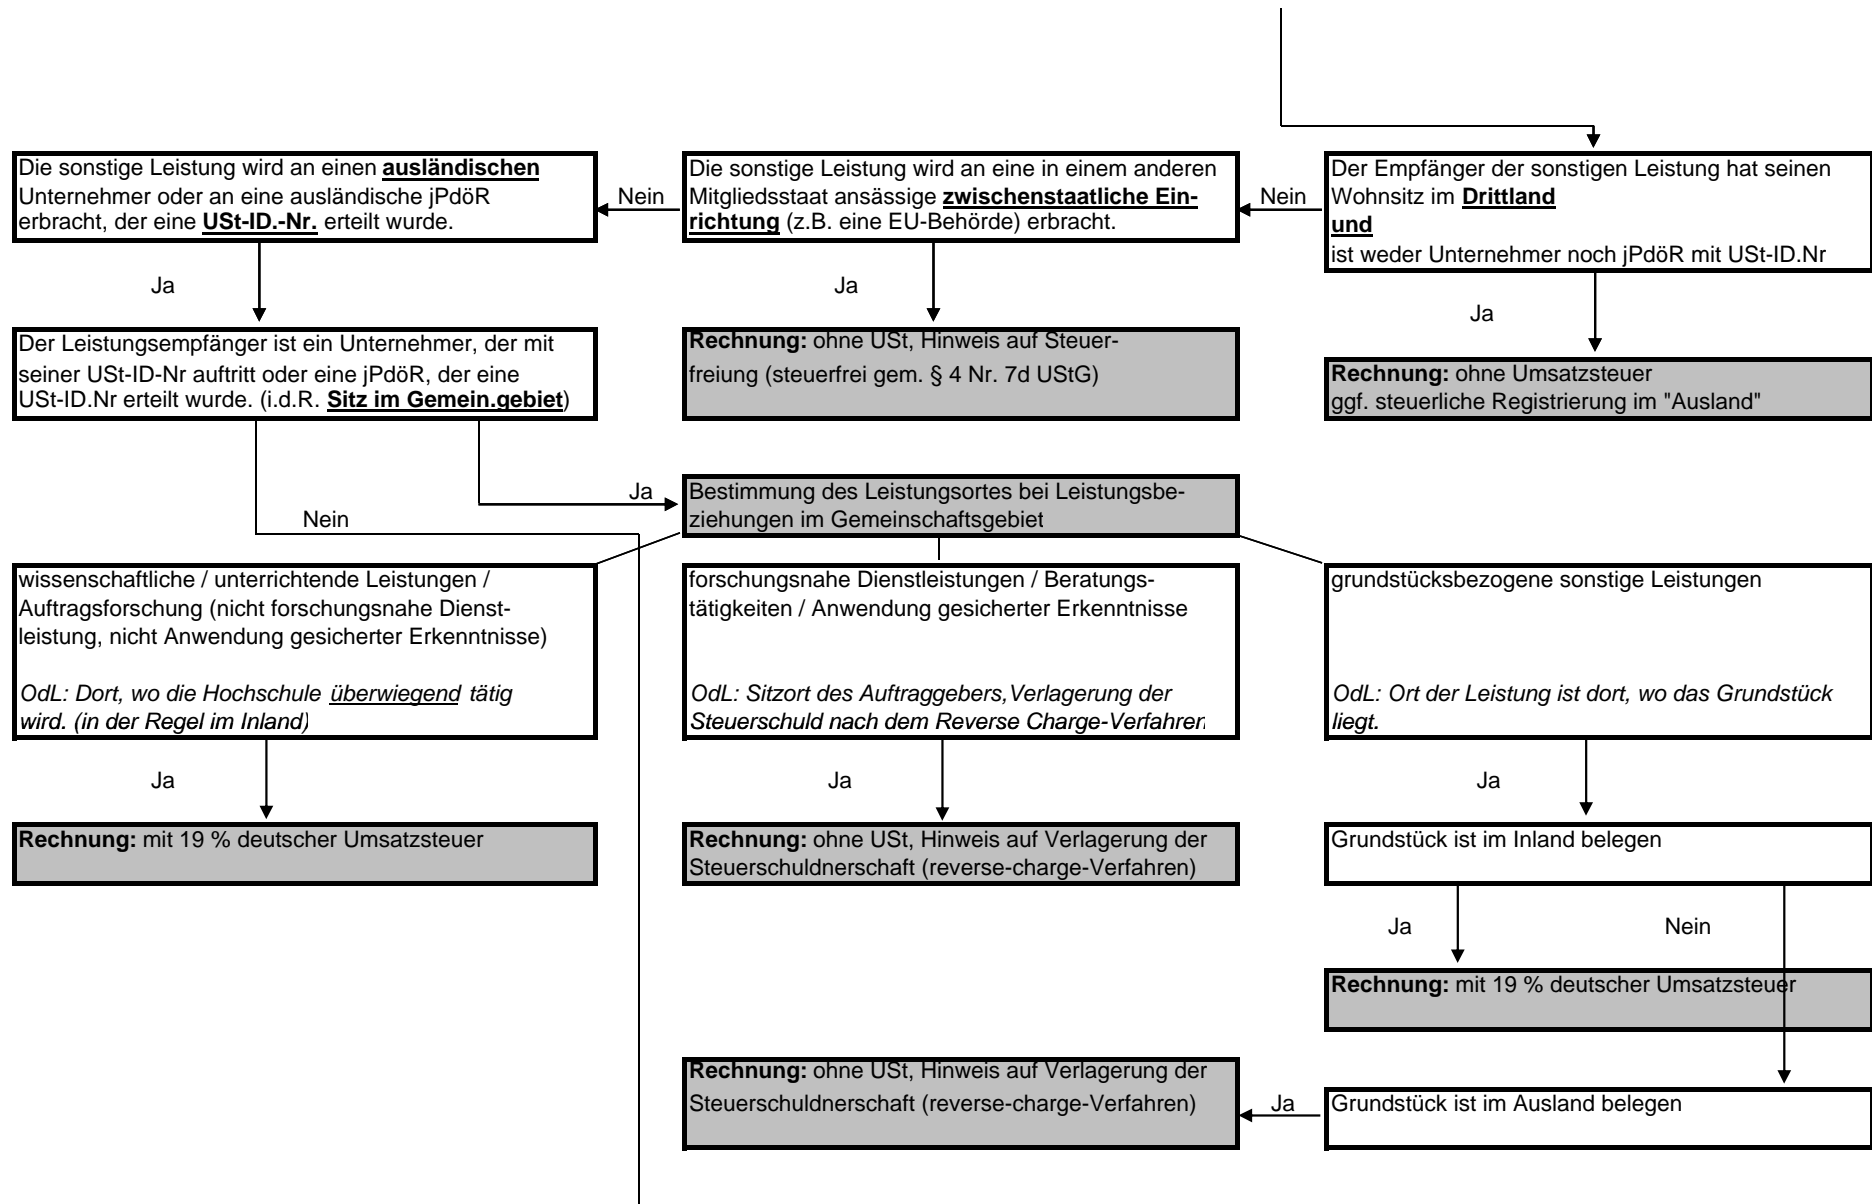 Die sonstige Leistung wird an einen ausländischen
Unternehmer oder an eine ausländische jPdöR
erbracht, der eine USt-ID.-Nr. erteilt wurde.
Nein
Die sonstige Leistung wird an eine in einem anderen
Mitgliedsstaat ansässige zwischenstaatliche Ein-
richtung (z.B. eine EU-Behörde) erbracht.
Nein
Der Empfänger der sonstigen Leistung hat seinen
Wohnsitz im Drittland
und
ist weder Unternehmer noch jPdöR mit USt-ID.Nr
Ja
Ja
Ja
Der Leistungsempfänger ist ein Unternehmer, der mit
seiner USt-ID-Nr auftritt oder eine jPdöR, der eine
USt-ID.Nr erteilt wurde. (i.d.R. Sitz im Gemein.gebiet)
Rechnung: ohne USt, Hinweis auf Steuer-
freiung (steuerfrei gem. § 4 Nr. 7d UStG)
Rechnung: ohne Umsatzsteuer
ggf. steuerliche Registrierung im "Ausland"
Ja
Nein
Bestimmung des Leistungsortes bei Leistungsbe-
ziehungen im Gemeinschaftsgebiet
wissenschaftliche / unterrichtende Leistungen /
Auftragsforschung (nicht forschungsnahe Dienst-
leistung, nicht Anwendung gesicherter Erkenntnisse)
OdL: Dort, wo die Hochschule überwiegend tätig
wird. (in der Regel im Inland)
forschungsnahe Dienstleistungen / Beratungs-
tätigkeiten / Anwendung gesicherter Erkenntnisse
OdL: Sitzort des Auftraggebers,Verlagerung der
Steuerschuld nach dem Reverse Charge-Verfahren
grundstücksbezogene sonstige Leistungen
OdL: Ort der Leistung ist dort, wo das Grundstück
liegt.
Ja
Ja
Ja
Rechnung: mit 19 % deutscher Umsatzsteuer
Rechnung: ohne USt, Hinweis auf Verlagerung der
Steuerschuldnerschaft (reverse-charge-Verfahren)
Grundstück ist im Inland belegen
Ja
Nein
Rechnung: mit 19 % deutscher Umsatzsteuer
Rechnung: ohne USt, Hinweis auf Verlagerung der
Steuerschuldnerschaft (reverse-charge-Verfahren)
Ja
Grundstück ist im Ausland belegen